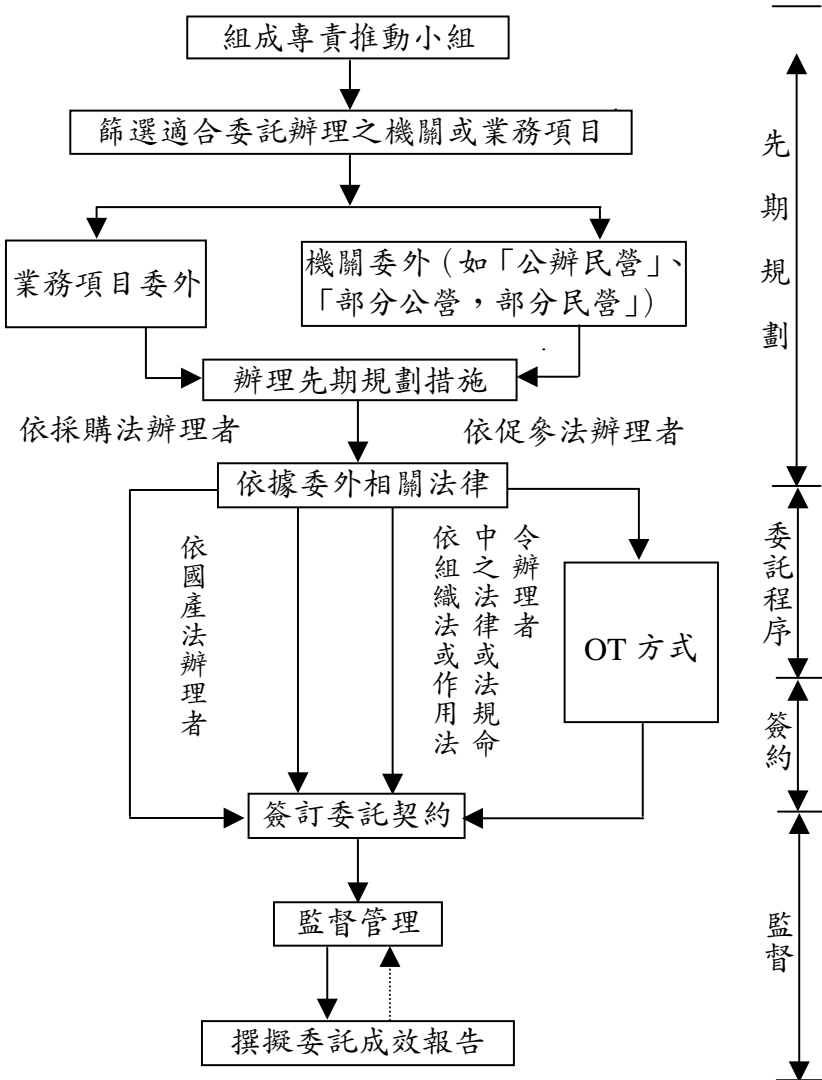 組成專責推動小組
篩選適合委託辦理之機關或業務項目
業務項目委外
機關委外（如「公辦民營」、
「部分公營，部分民營」）
辦理先期規劃措施
依採購法辦理者
依促參法辦理者
依據委外相關法律
依國產法辦理者
依組織法或作用法
中之法律或法規命
令辦理者
OT 方式
簽訂委託契約
監督管理
撰擬委託成效報告
先期規劃
委託程序
簽約
監督